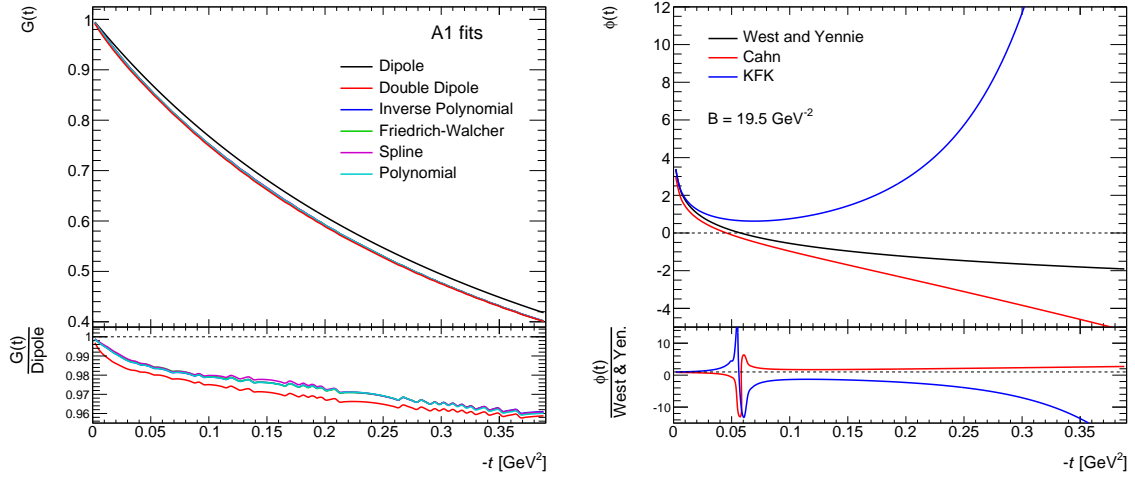 G(t)
1
0.9
0.8
0.7
0.6
0.5
0.4
A1 fits
Dipole
Double Dipole
Inverse Polynomial
Friedrich-Walcher
Spline
Polynomial
G(t)
Dipole
1
0.99
0.98
0.97
0.96
0 0.05 0.1 0.15 0.2 0.25 0.3 0.35
-t [GeV²]
ϕ(t)
12
10
8
6
4
2
0
-2
-4
West and Yennie
Cahn
KFK
B = 19.5 GeV⁻²
ϕ(t)
West & Yen.
10
0
-10
0 0.05 0.1 0.15 0.2 0.25 0.3 0.35
-t [GeV²]